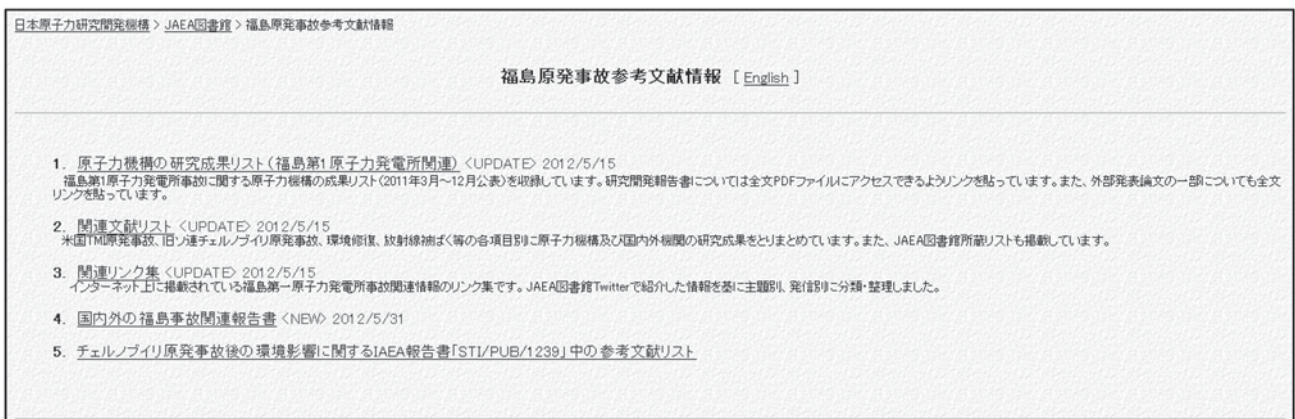 日本原子力研究開発機構 > JAEA図書館 > 福島原発事故参考文献情報
福島原発事故参考文献情報 [ English ]
1. 原子力機構の研究成果リスト(福島第1原子力発電所関連) <UPDATE> 2012/5/15
福島第1原子力発電所事故に関する原子力機構の成果リスト(2011年3月～12月公表)を収録しています。研究開発報告書については全文PDFファイルにアクセスできるようリンクを貼っています。また、外部発表論文の一部についても全文
リンクを貼っています。
2. 関連文献リスト <UPDATE> 2012/5/15
米国TMI原発事故、旧ソ連チェルノブイリ原発事故、環境修復、放射線被ばく等の各項目別に原子力機構及び国内外機関の研究成果をとりまとめています。また、JAEA図書館所蔵リストも掲載しています。
3. 関連リンク集 <UPDATE> 2012/5/15
インターネット上に掲載されている福島第一原子力発電所事故関連情報のリンク集です。JAEA図書館Twitterで紹介した情報を基に主題別、発信別に分類・整理しました。
4. 国内外の福島事故関連報告書 <NEW> 2012/5/31
5. チェルノブイリ原発事故後の環境影響に関するIAEA報告書「STI/PUB/1239」中の参考文献リスト